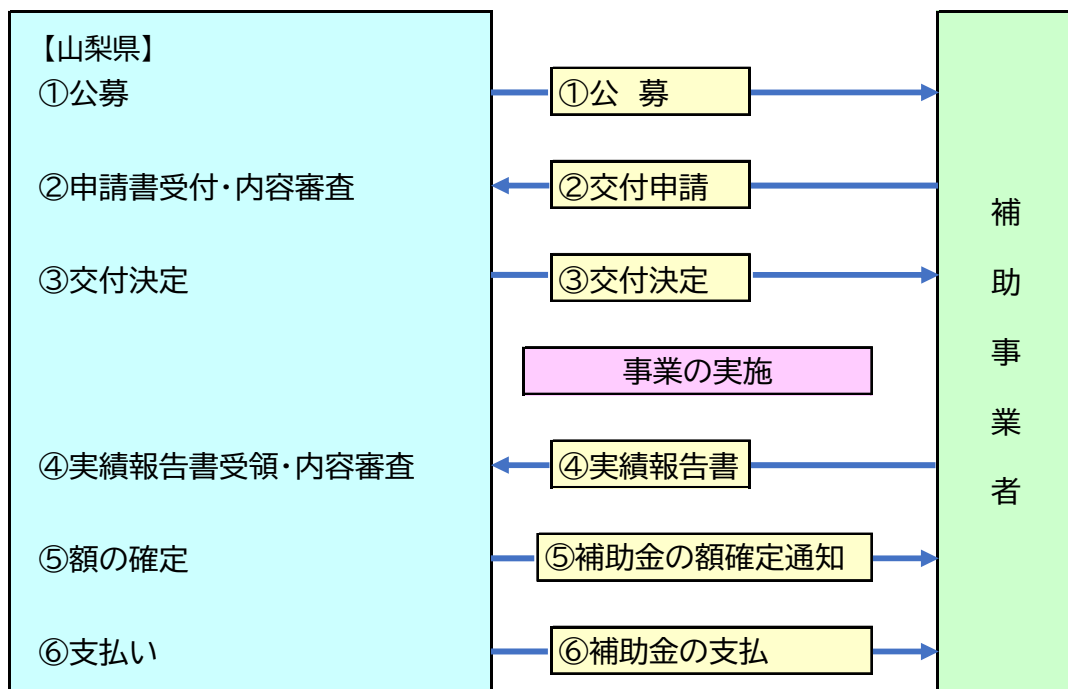 【山梨県】
①公募
①公 募
②申請書受付・内容審査
②交付申請
③交付決定
③交付決定
事業の実施
④実績報告書受領・内容審査
④実績報告書
⑤額の確定
⑤補助金の額確定通知
⑥支払い
⑥補助金の支払
補助事業者